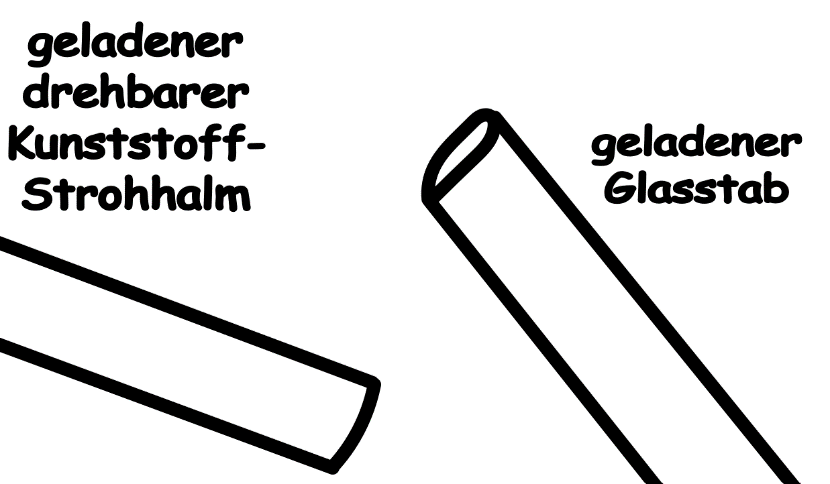 geladener
drehbarer
Kunststoff-
Strohhalm
geladener
Glasstab